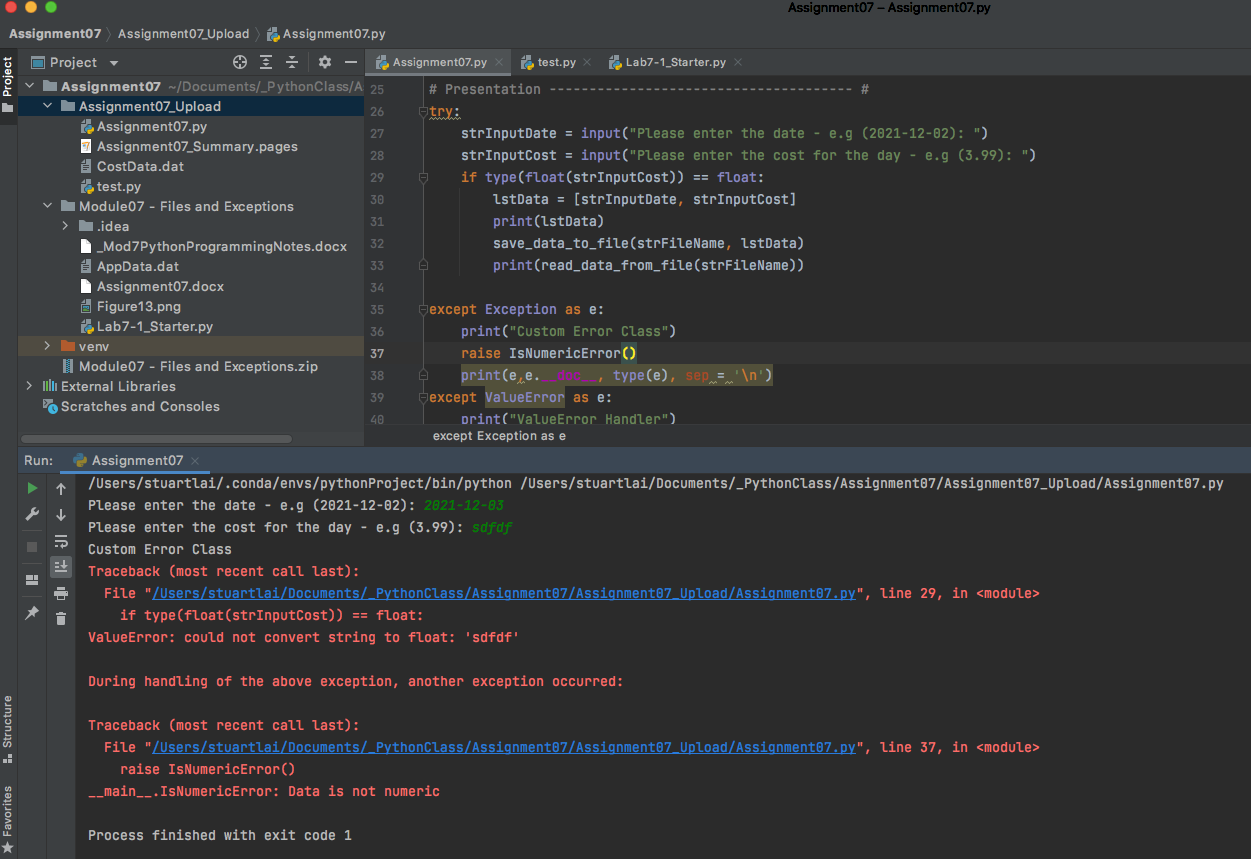 Assignment07 – Assignment07.py
Assignment07 Assignment07_Upload Assignment07.py
Project
Project
Assignment07.py
test.py
Lab7-1_Starter.py
Assignment07 ~/Documents/_PythonClass/A
Assignment07_Upload
Assignment07.py
Assignment07_Summary.pages
CostData.dat
test.py
Module07 - Files and Exceptions
.idea
_Mod7PythonProgrammingNotes.docx
AppData.dat
Assignment07.docx
Figure13.png
Lab7-1_Starter.py
venv
Module07 - Files and Exceptions.zip
External Libraries
Scratches and Consoles
25 # Presentation -------------------------------------- #
26 try:
27 strInputDate = input("Please enter the date - e.g (2021-12-02): ")
28 strInputCost = input("Please enter the cost for the day - e.g (3.99): ")
29 if type(float(strInputCost)) == float:
30 lstData = [strInputDate, strInputCost]
31 print(lstData)
32 save_data_to_file(strFileName, lstData)
33 print(read_data_from_file(strFileName))
34
35 except Exception as e:
36 print("Custom Error Class")
37 raise IsNumericError()
38 print(e,e.__doc__, type(e), sep = '\n')
39 except ValueError as e:
40 print("ValueError Handler")
except Exception as e
Run: Assignment07
/Users/stuartlai/.conda/envs/pythonProject/bin/python /Users/stuartlai/Documents/_PythonClass/Assignment07/Assignment07_Upload/Assignment07.py
Please enter the date - e.g (2021-12-02): 2021-12-03
Please enter the cost for the day - e.g (3.99): sdfdf
Custom Error Class
Traceback (most recent call last):
File "/Users/stuartlai/Documents/_PythonClass/Assignment07/Assignment07_Upload/Assignment07.py", line 29, in <module>
if type(float(strInputCost)) == float:
ValueError: could not convert string to float: 'sdfdf'
During handling of the above exception, another exception occurred:
Traceback (most recent call last):
File "/Users/stuartlai/Documents/_PythonClass/Assignment07/Assignment07_Upload/Assignment07.py", line 37, in <module>
raise IsNumericError()
__main__.IsNumericError: Data is not numeric
Process finished with exit code 1
Structure
Favorites